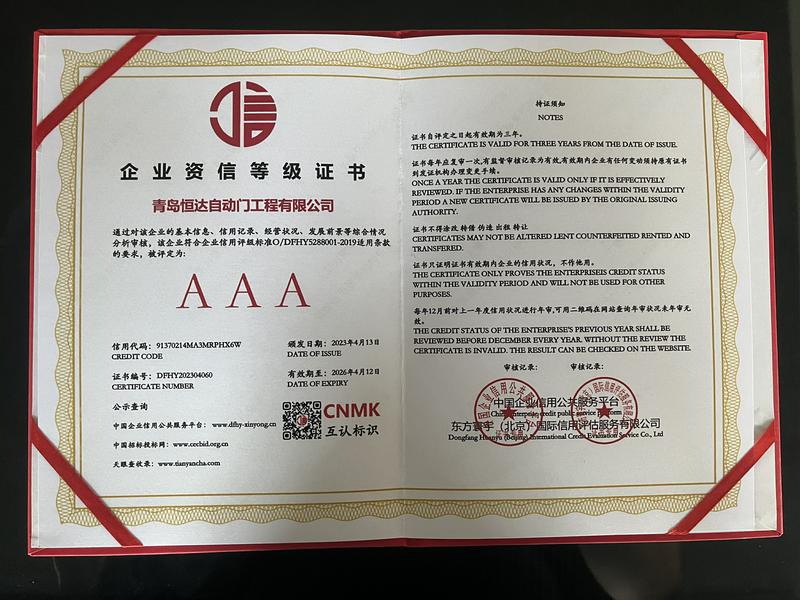 企业资信等级证书
青岛恒达自动门工程有限公司
通过对该企业的基本信息、信用记录、经营状况、发展前景等综合情况
分析审核，该企业符合企业信用评级标准O/DFHY5288001-2019适用条款
的要求，被评定为：
AAA
信用代码：91370214MA3MRPHX6W
CREDIT CODE
颁发日期：2023年4月13日
DATE OF ISSUE
证书编号：DFHY202304060
CERTIFICATE NUMBER
有效期至：2026年4月12日
DATE OF EXPIRY
公示查询
中国企业信用公共服务平台：www.dfhy-xinyong.cn
中国招标投标网：www.cecbid.org.cn
天眼查收录：www.tianyancha.com
CNMK
互认标识
持证须知
NOTES
证书自评定之日起有效期为三年。
THE CERTIFICATE IS VALID FOR THREE YEARS FROM THE DATE OF ISSUE.
证书每年应复审一次,有监督审核记录为有效,有效期内企业有任何变动须持原有证书
到发证机构办理变更手续。
ONCE A YEAR THE CERTIFICATE IS VALID ONLY IF IT IS EFFECTIVELY
REVIEWED. IF THE ENTERPRISE HAS ANY CHANGES WITHIN THE VALIDITY
PERIOD A NEW CERTIFICATE WILL BE ISSUED BY THE ORIGINAL ISSUING
AUTHORITY.
证书不得涂改 转借 伪造 出租 转让
CERTIFICATES MAY NOT BE ALTERED LENT COUNTERFEITED RENTED AND
TRANSFERED.
证书只证明证书有效期内企业的信用状况，不作他用。
THE CERTIFICATE ONLY PROVES THE ENTERPRISEIS CREDIT STATUS
WITHIN THE VALIDITY PERIOD AND WILL NOT BE USED FOR OTHER
PURPOSES.
每年12月前对上一年度信用状况进行年审,可用二维码在网站查询年审状况未年审无
效。
THE CREDIT STATUS OF THE ENTERPRISE'S PREVIOUS YEAR SHALL BE
REVIEWED BEFORE DECEMBER EVERY YEAR. WITHOUT THE REVIEW THE
CERTIFICATE IS INVALID. THE RESULT CAN BE CHECKED ON THE WEBSITE.
审核记录： 审核记录：
中国企业信用公共服务平台
China enterprise credit public service platform
东方寰宇（北京）国际信用评估服务有限公司
Dongfang Huanyu (Beijing) International Credit Evaluation Service Co., Ltd